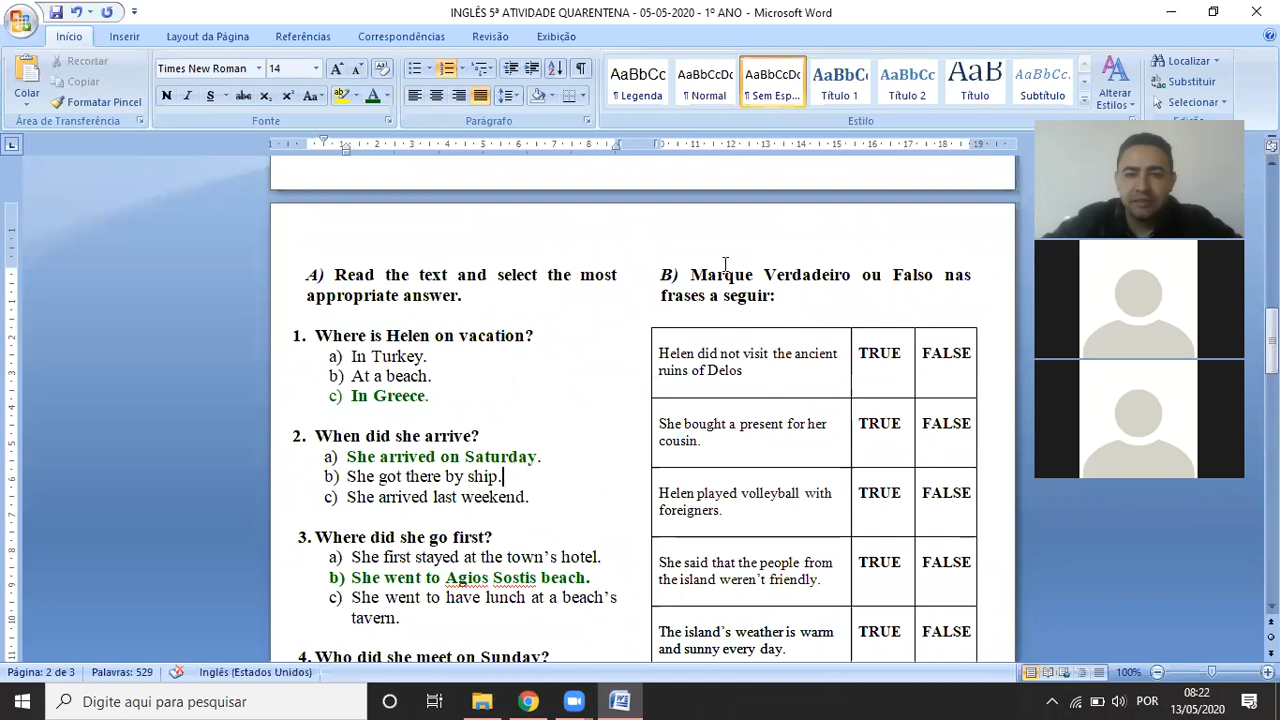 INGLÊS 5ª ATIVIDADE QUARENTENA - 05-05-2020 - 1º ANO - Microsoft Word
Início Inserir Layout da Página Referências Correspondências Revisão Exibição
Colar
Recortar
Copiar
Formatar Pincel
Área de Transferência
Times New Roman 14
N I S abe x₂ x² Aa
Fonte
Parágrafo
AaBbCc AaBbCcDc AaBbCcDc AaBbC AaBbCc AaB AaBbCc
¶ Legenda ¶ Normal ¶ Sem Esp... Título 1 Título 2 Título Subtítulo
Alterar Estilos
Estilo
Localizar
Substituir
Selecionar
A) Read the text and select the most
appropriate answer.
1. Where is Helen on vacation?
a) In Turkey.
b) At a beach.
c) In Greece.
2. When did she arrive?
a) She arrived on Saturday.
b) She got there by ship.
c) She arrived last weekend.
3. Where did she go first?
a) She first stayed at the town’s hotel.
b) She went to Agios Sostis beach.
c) She went to have lunch at a beach’s
tavern.
4. Who did she meet on Sunday?
B) Marque Verdadeiro ou Falso nas
frases a seguir:
Helen did not visit the ancient
ruins of Delos
TRUE FALSE
She bought a present for her
cousin.
TRUE FALSE
Helen played volleyball with
foreigners.
TRUE FALSE
She said that the people from
the island weren’t friendly.
TRUE FALSE
The island’s weather is warm
and sunny every day.
TRUE FALSE
Página: 2 de 3 Palavras: 529 Inglês (Estados Unidos) 100%
Digite aqui para pesquisar
POR
08:22
13/05/2020